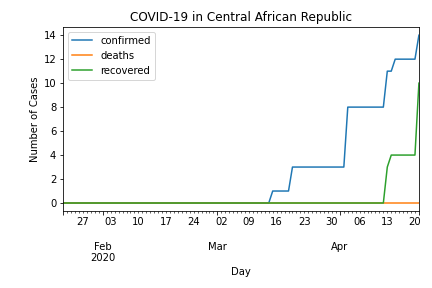 COVID-19 in Central African Republic
confirmed
deaths
recovered
Number of Cases
14
12
10
8
6
4
2
0
27 03 10 17 24 02 09 16 23 30 06 13 20
Feb Mar Apr
2020
Day